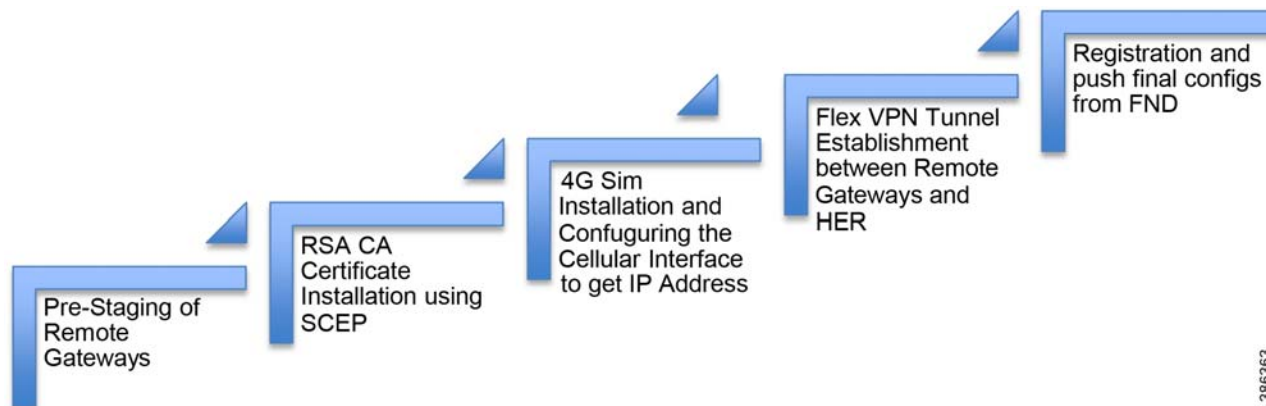 Pre-Staging of
Remote
Gateways
RSA CA
Certificate
Installation using
SCEP
4G Sim
Installation and
Confuguring the
Cellular Interface
to get IP Address
Flex VPN Tunnel
Establishment
between Remote
Gateways and
HER
Registration and
push final configs
from FND
386363